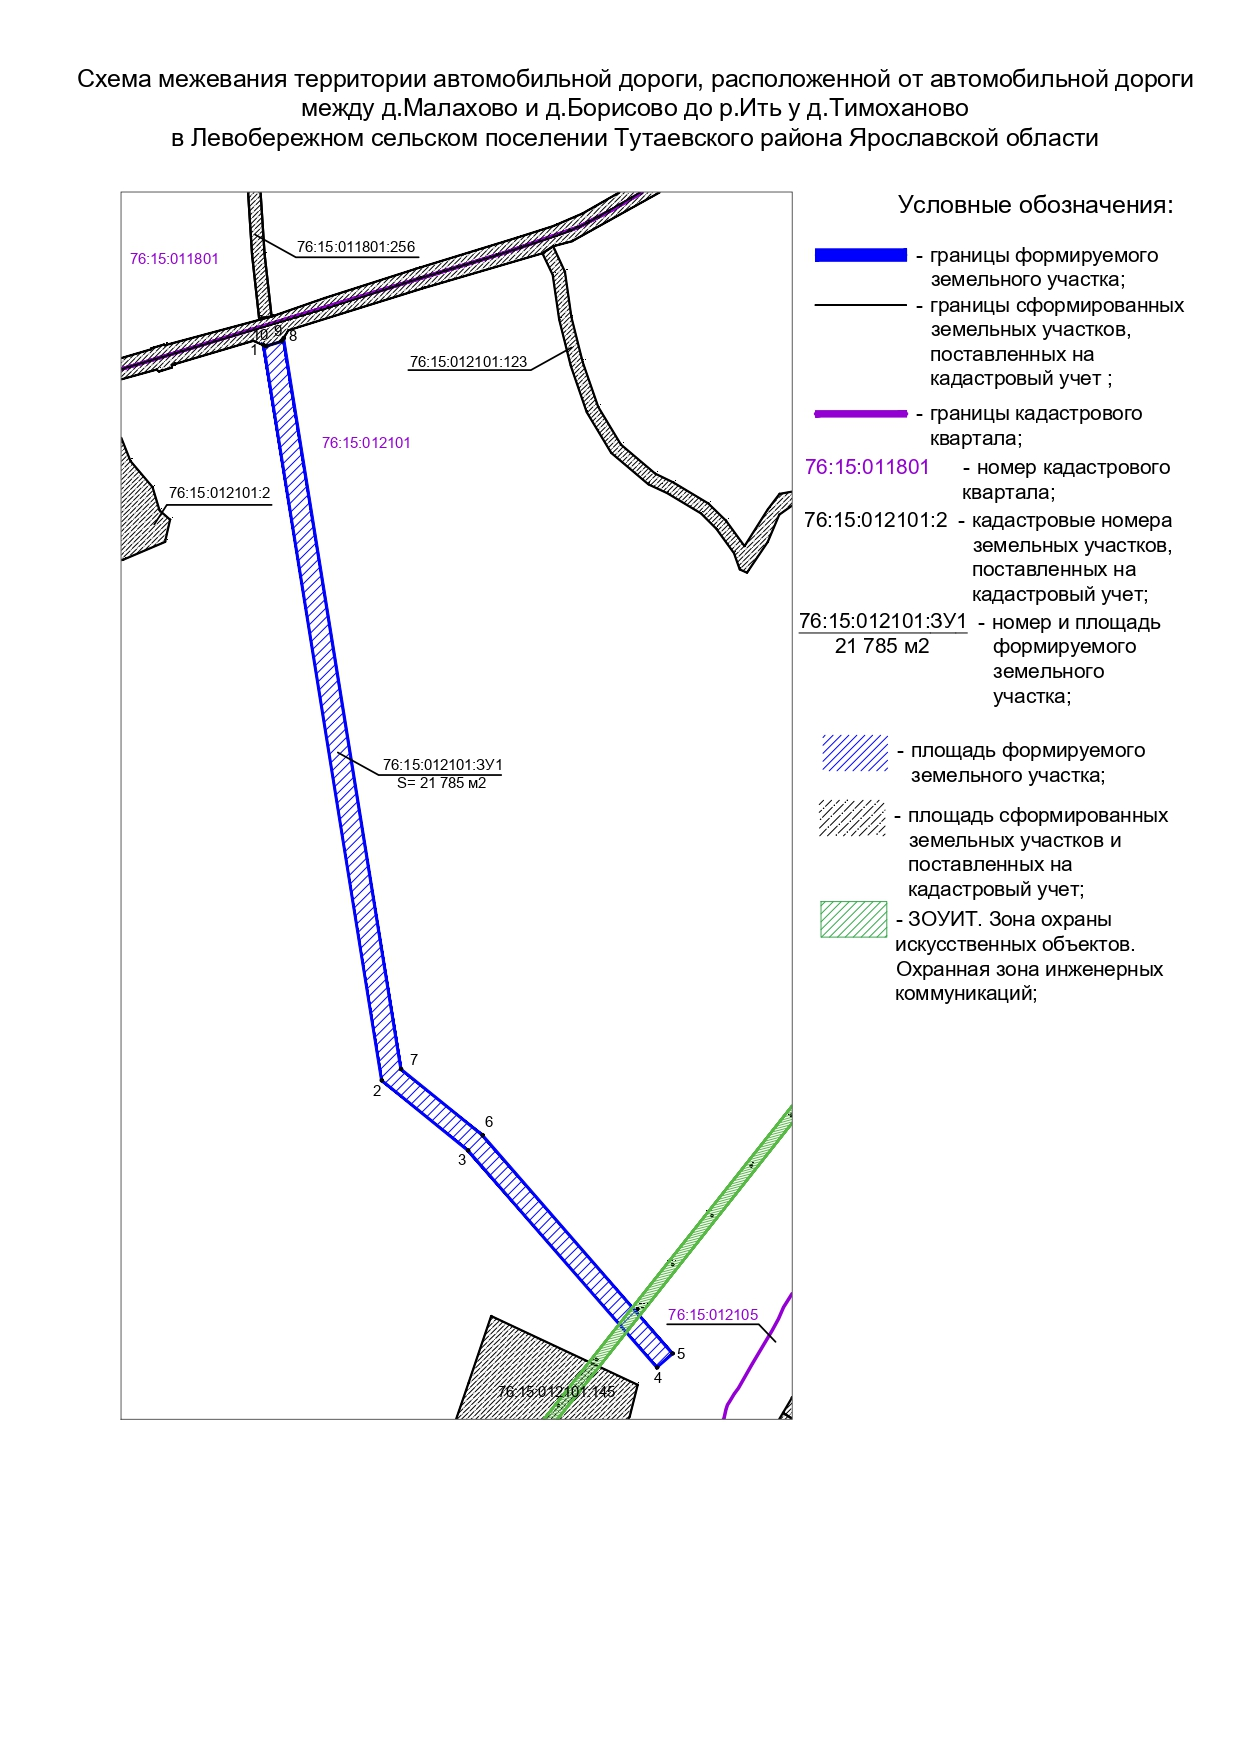 Схема межевания территории автомобильной дороги, расположенной от автомобильной дороги
между д.Малахово и д.Борисово до р.Ить у д.Тимоханово
в Левобережном сельском поселении Тутаевского района Ярославской области
76:15:011801
76:15:011801:256
10 9 8
1
76:15:012101:123
76:15:012101
76:15:012101:2
76:15:012101:ЗУ1
S= 21 785 м2
7
2
6
3
76:15:012105
5
4
76:15:012101:145
Условные обозначения:
- границы формируемого
земельного участка;
- границы сформированных
земельных участков,
поставленных на
кадастровый учет ;
- границы кадастрового
квартала;
76:15:011801 - номер кадастрового
квартала;
76:15:012101:2 - кадастровые номера
земельных участков,
поставленных на
кадастровый учет;
76:15:012101:ЗУ1 - номер и площадь
21 785 м2 формируемого
земельного
участка;
- площадь формируемого
земельного участка;
- площадь сформированных
земельных участков и
поставленных на
кадастровый учет;
- ЗОУИТ. Зона охраны
искусственных объектов.
Охранная зона инженерных
коммуникаций;